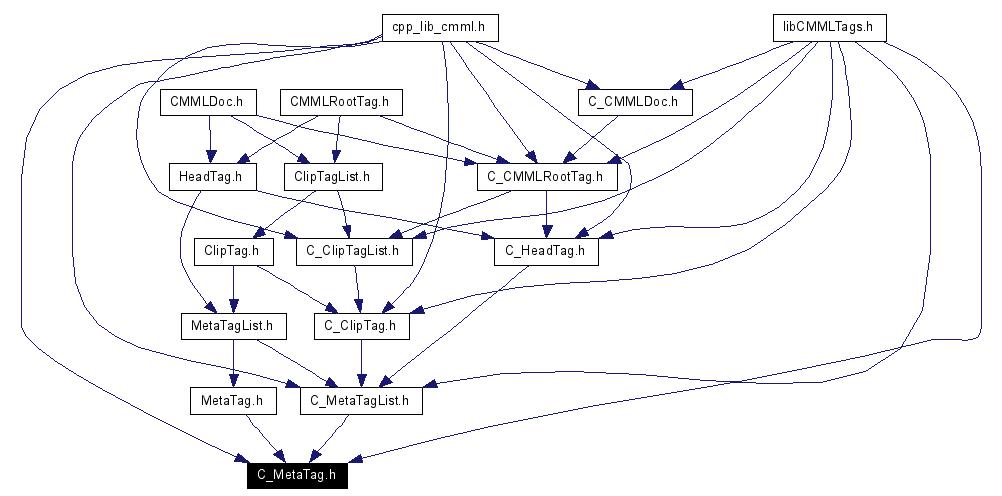 cpp_lib_cmml.h
libCMMLTags.h
CMMLDoc.h
CMMLRootTag.h
C_CMMLDoc.h
HeadTag.h
ClipTagList.h
C_CMMLRootTag.h
ClipTag.h
C_ClipTagList.h
C_HeadTag.h
MetaTagList.h
C_ClipTag.h
MetaTag.h
C_MetaTagList.h
C_MetaTag.h